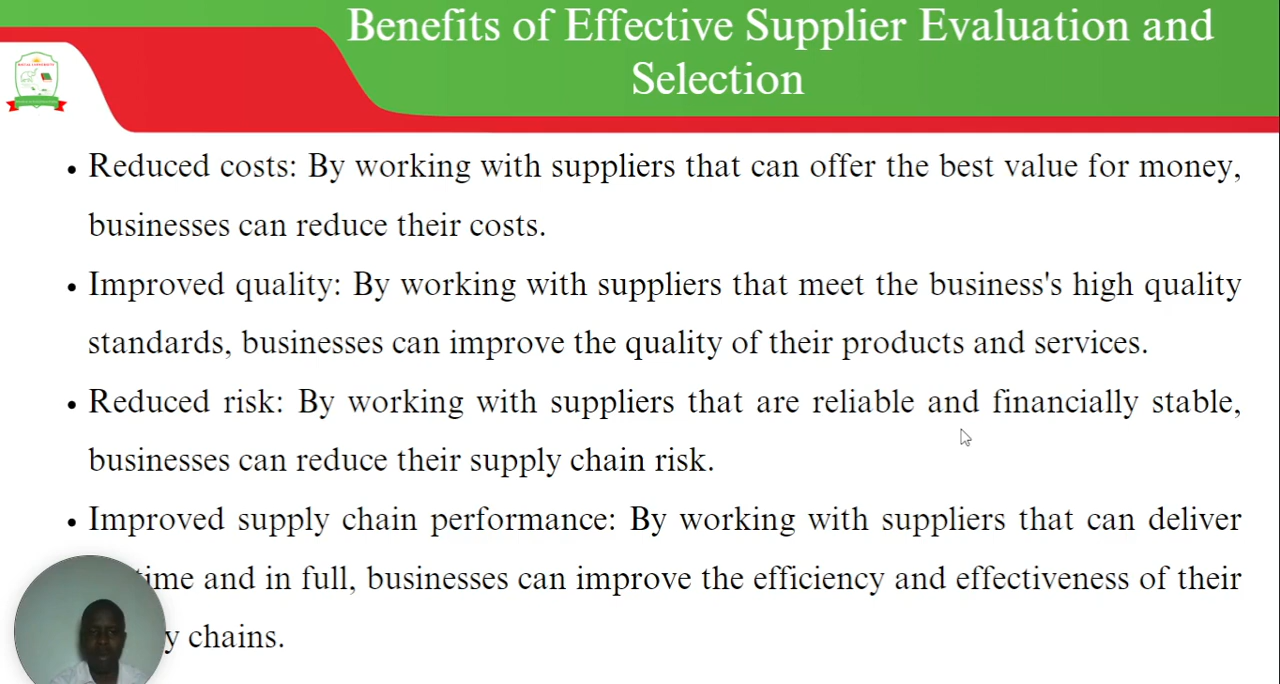 Benefits of Effective Supplier Evaluation and
Selection
• Reduced costs: By working with suppliers that can offer the best value for money,
businesses can reduce their costs.
• Improved quality: By working with suppliers that meet the business's high quality
standards, businesses can improve the quality of their products and services.
• Reduced risk: By working with suppliers that are reliable and financially stable,
businesses can reduce their supply chain risk.
• Improved supply chain performance: By working with suppliers that can deliver
time and in full, businesses can improve the efficiency and effectiveness of their
y chains.